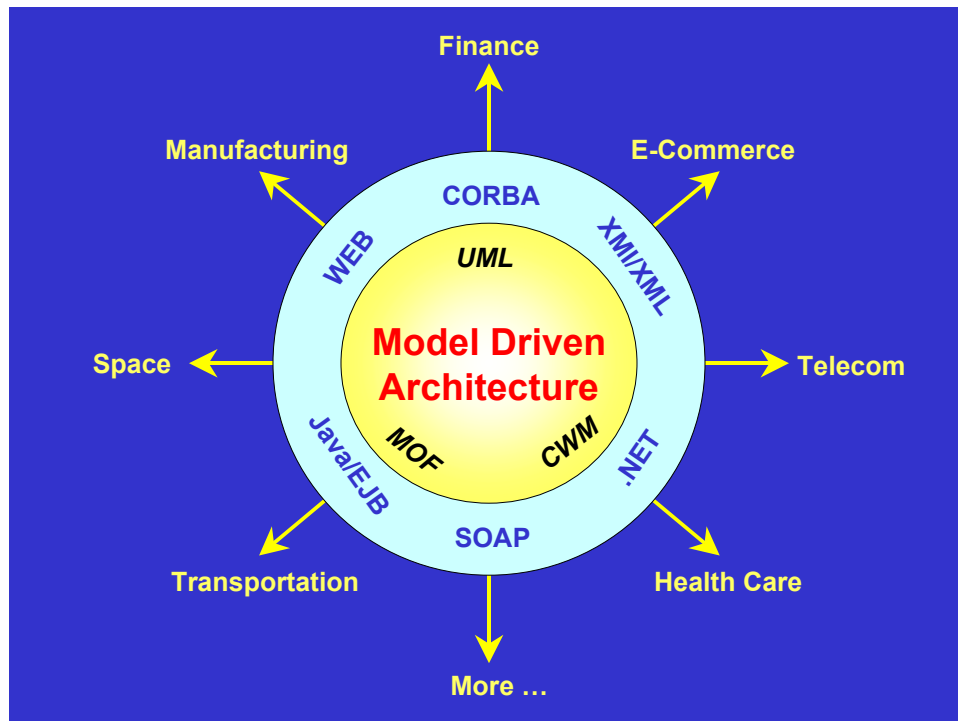 Finance
Manufacturing
E-Commerce
CORBA
WEB
XMI/XML
UML
Model Driven
Architecture
Space
Telecom
MOF
CWM
Java/EJB
.NET
SOAP
Transportation
Health Care
More …